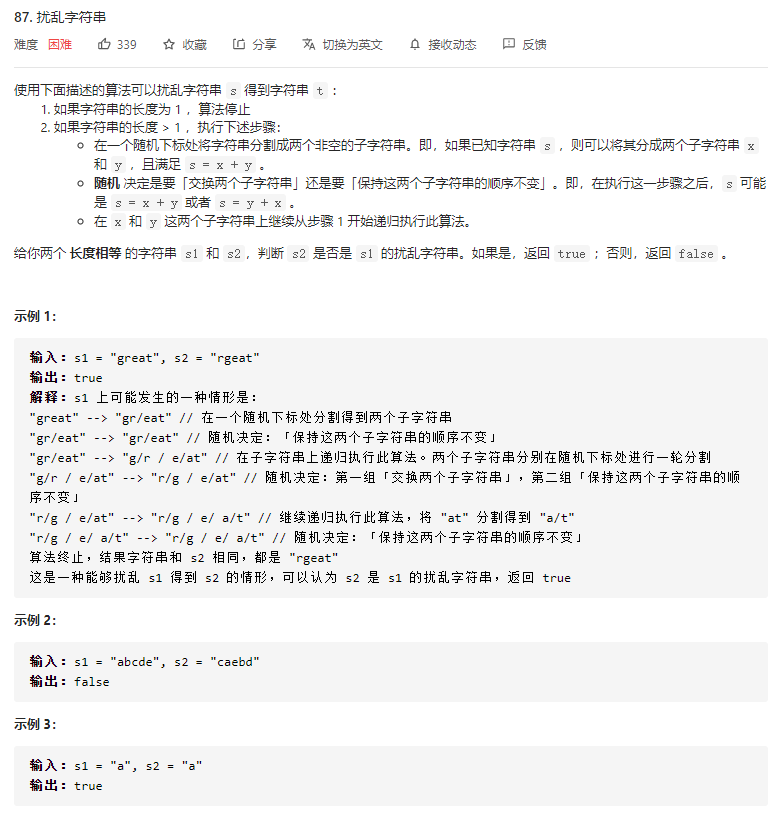 87. 扰乱字符串
难度 困难 339 收藏 分享 切换为英文 接收动态 反馈
使用下面描述的算法可以扰乱字符串 s 得到字符串 t ：
1. 如果字符串的长度为 1 ，算法停止
2. 如果字符串的长度 > 1 ，执行下述步骤：
在一个随机下标处将字符串分割成两个非空的子字符串。即，如果已知字符串 s ，则可以将其分成两个子字符串 x
和 y ，且满足 s = x + y 。
随机 决定是要「交换两个子字符串」还是要「保持这两个子字符串的顺序不变」。即，在执行这一步骤之后， s 可能
是 s = x + y 或者 s = y + x 。
在 x 和 y 这两个子字符串上继续从步骤 1 开始递归执行此算法。
给你两个 长度相等 的字符串 s1 和 s2，判断 s2 是否是 s1 的扰乱字符串。如果是，返回 true ；否则，返回 false 。
示例 1：
输入：s1 = "great", s2 = "rgeat"
输出：true
解释：s1 上可能发生的一种情形是：
"great" --> "gr/eat" // 在一个随机下标处分割得到两个子字符串
"gr/eat" --> "gr/eat" // 随机决定：「保持这两个子字符串的顺序不变」
"gr/eat" --> "g/r / e/at" // 在子字符串上递归执行此算法。两个子字符串分别在随机下标处进行一轮分割
"g/r / e/at" --> "r/g / e/at" // 随机决定：第一组「交换两个子字符串」，第二组「保持这两个子字符串的顺
序不变」
"r/g / e/at" --> "r/g / e/ a/t" // 继续递归执行此算法，将 "at" 分割得到 "a/t"
"r/g / e/ a/t" --> "r/g / e/ a/t" // 随机决定：「保持这两个子字符串的顺序不变」
算法终止，结果字符串和 s2 相同，都是 "rgeat"
这是一种能够扰乱 s1 得到 s2 的情形，可以认为 s2 是 s1 的扰乱字符串，返回 true
示例 2：
输入：s1 = "abcde", s2 = "caebd"
输出：false
示例 3：
输入：s1 = "a", s2 = "a"
输出：true